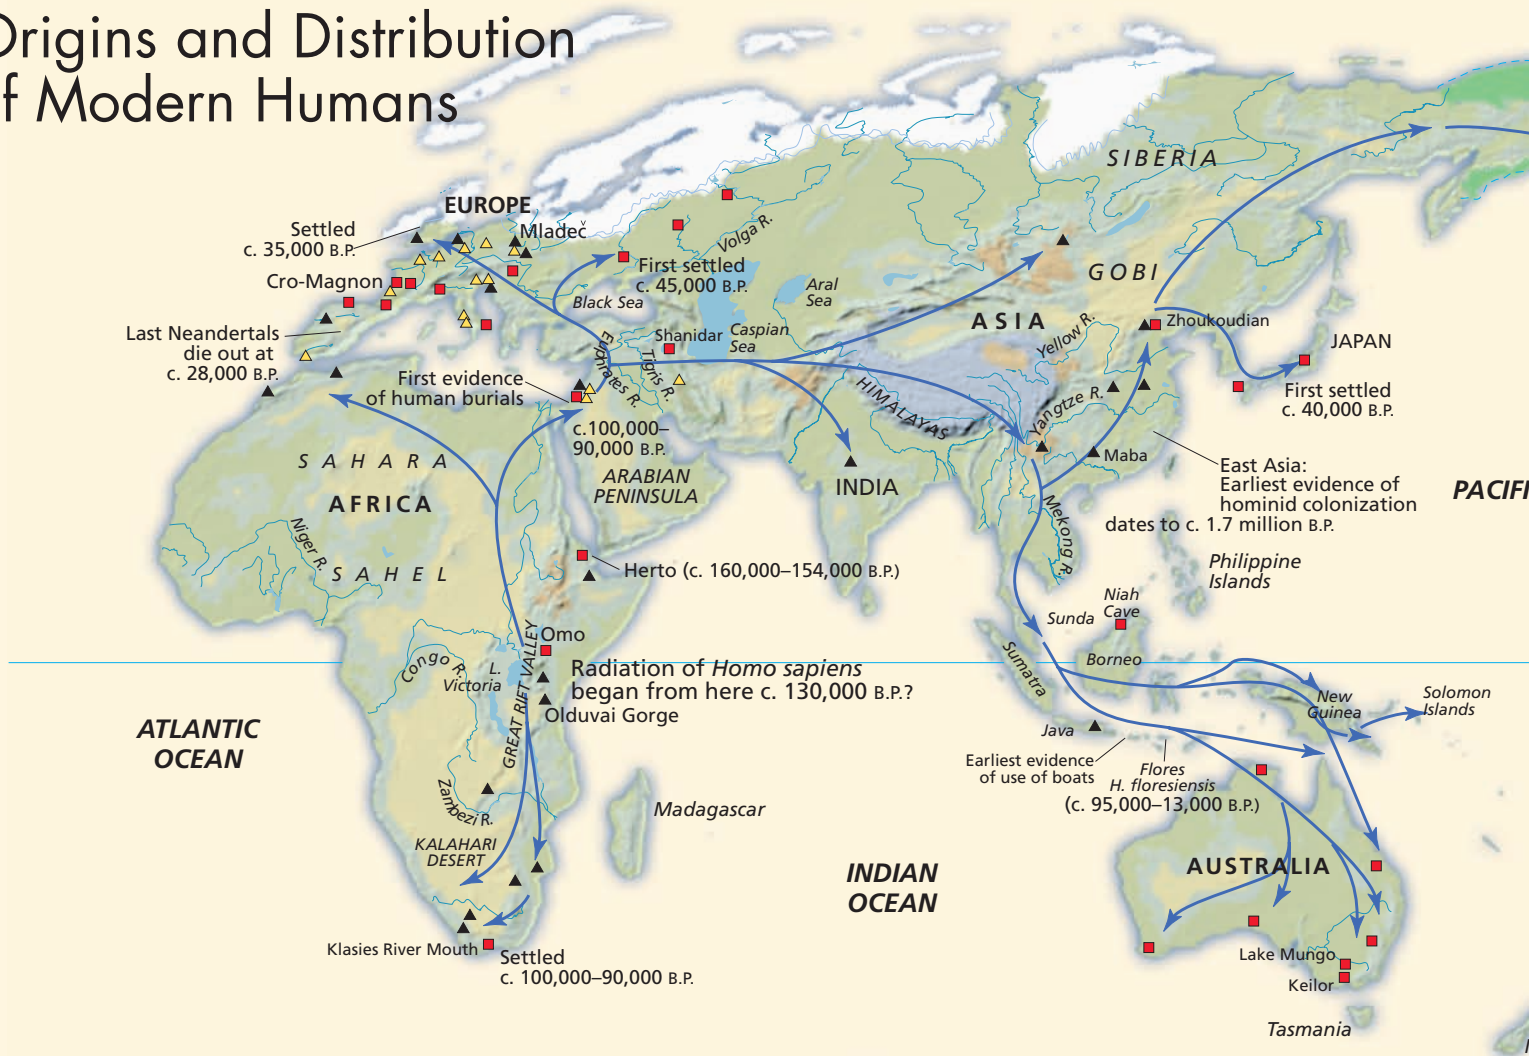 Origins and Distribution
of Modern Humans
SIBERIA
EUROPE
Settled
c. 35,000 B.P.
Mladeč
Volga R.
First settled
c. 45,000 B.P.
Cro-Magnon
Black Sea
Aral
Sea
GOBI
ASIA
Yellow R.
Zhoukoudian
Last Neandertals
die out at
c. 28,000 B.P.
Shanidar
Caspian
Sea
JAPAN
First settled
c. 40,000 B.P.
First evidence
of human burials
Euphrates R.
Tigris R.
HIMALAYAS
Yangtze R.
c.100,000–
90,000 B.P.
Maba
East Asia:
Earliest evidence of
hominid colonization
dates to c. 1.7 million B.P.
PACIFI
SAHARA
ARABIAN
PENINSULA
INDIA
AFRICA
Niger R.
Mekong R.
SAHEL
Herto (c. 160,000–154,000 B.P.)
Philippine
Islands
Niah
Cave
Sunda
Omo
GREAT RIFT VALLEY
Congo R.
L.
Victoria
Radiation of Homo sapiens
began from here c. 130,000 B.P.?
Olduvai Gorge
Sumatra
Borneo
New
Guinea
Solomon
Islands
ATLANTIC
OCEAN
Java
Earliest evidence
of use of boats
Flores
H. floresiensis
(c. 95,000–13,000 B.P.)
Zambezi R.
Madagascar
KALAHARI
DESERT
INDIAN
OCEAN
AUSTRALIA
Klasies River Mouth
Settled
c. 100,000–90,000 B.P.
Lake Mungo
Keilor
Tasmania